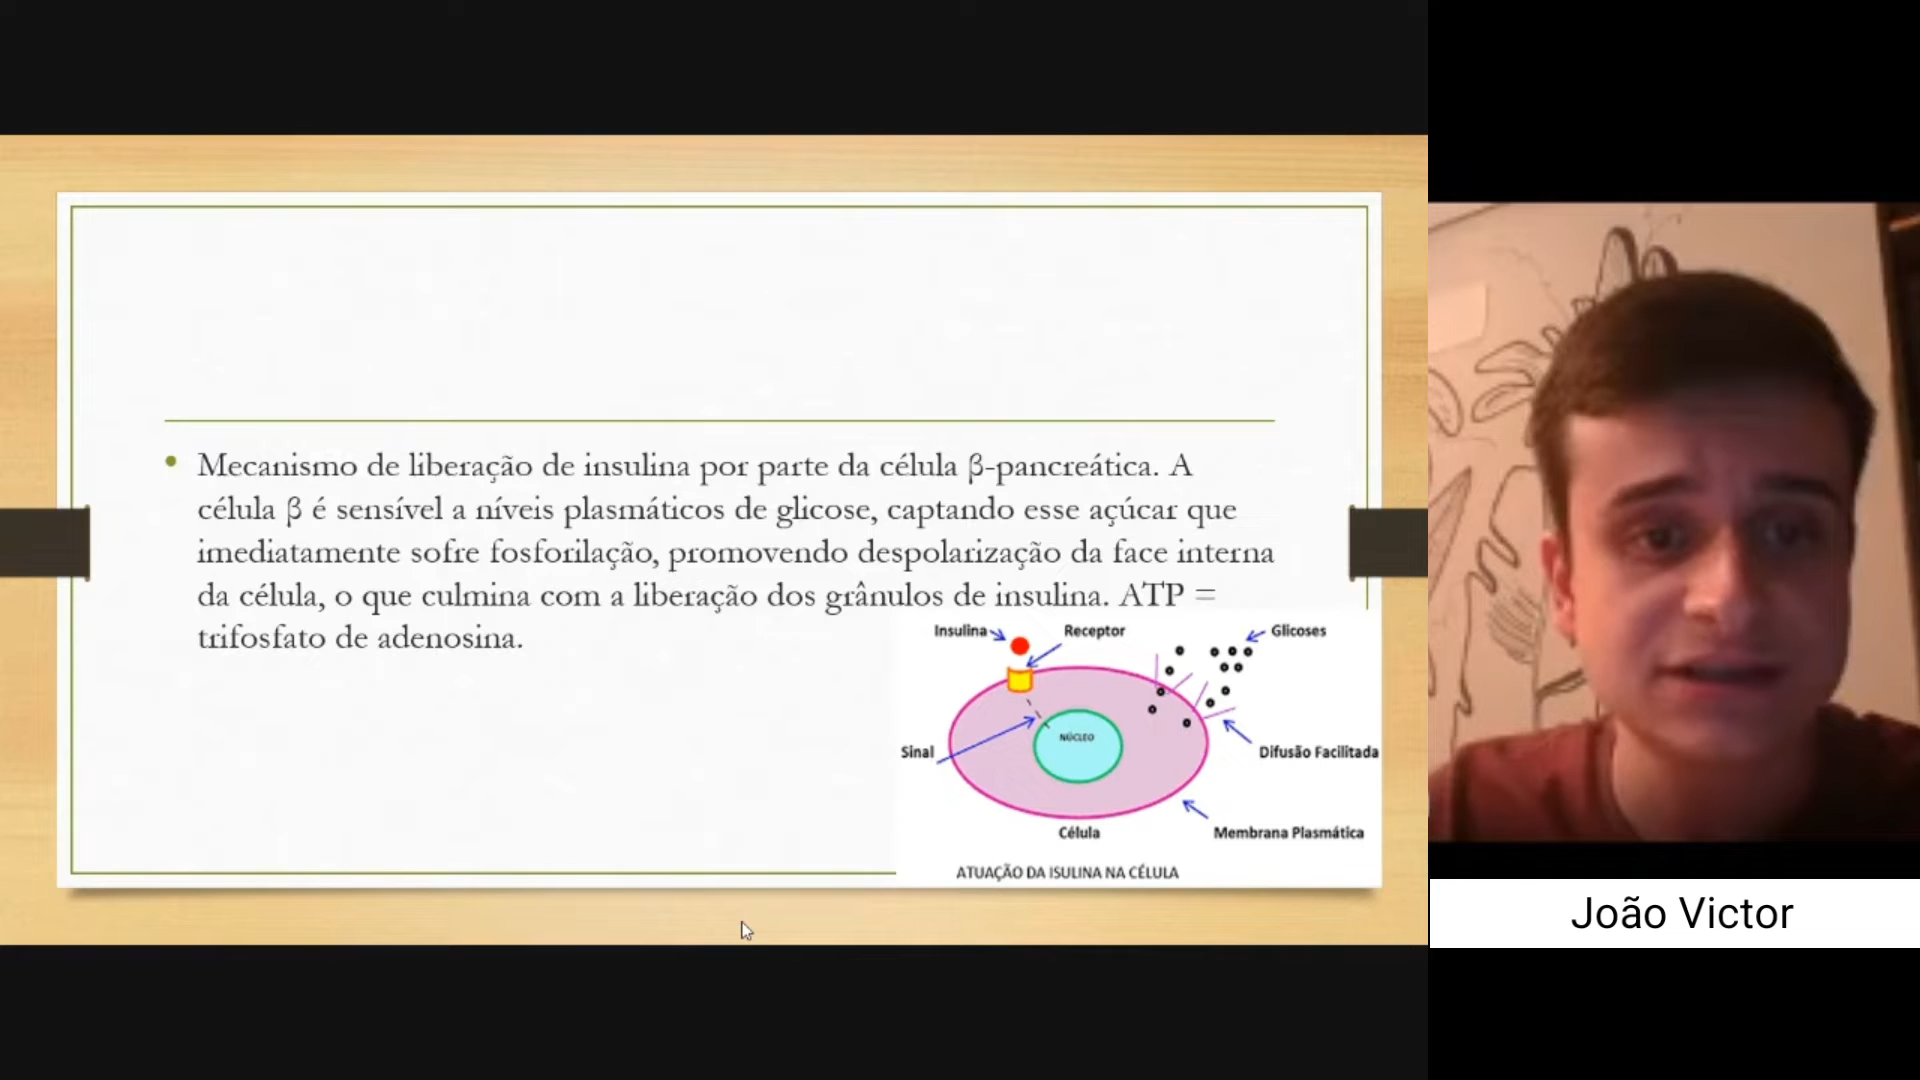 Mecanismo de liberação de insulina por parte da célula β-pancreática. A
célula β é sensível a níveis plasmáticos de glicose, captando esse açúcar que
imediatamente sofre fosforilação, promovendo despolarização da face interna
da célula, o que culmina com a liberação dos grânulos de insulina. ATP =
trifosfato de adenosina.
Insulina
Receptor
Glicoses
NÚCLEO
Sinal
Difusão Facilitada
Célula
Membrana Plasmática
ATUAÇÃO DA ISULINA NA CÉLULA
João Victor